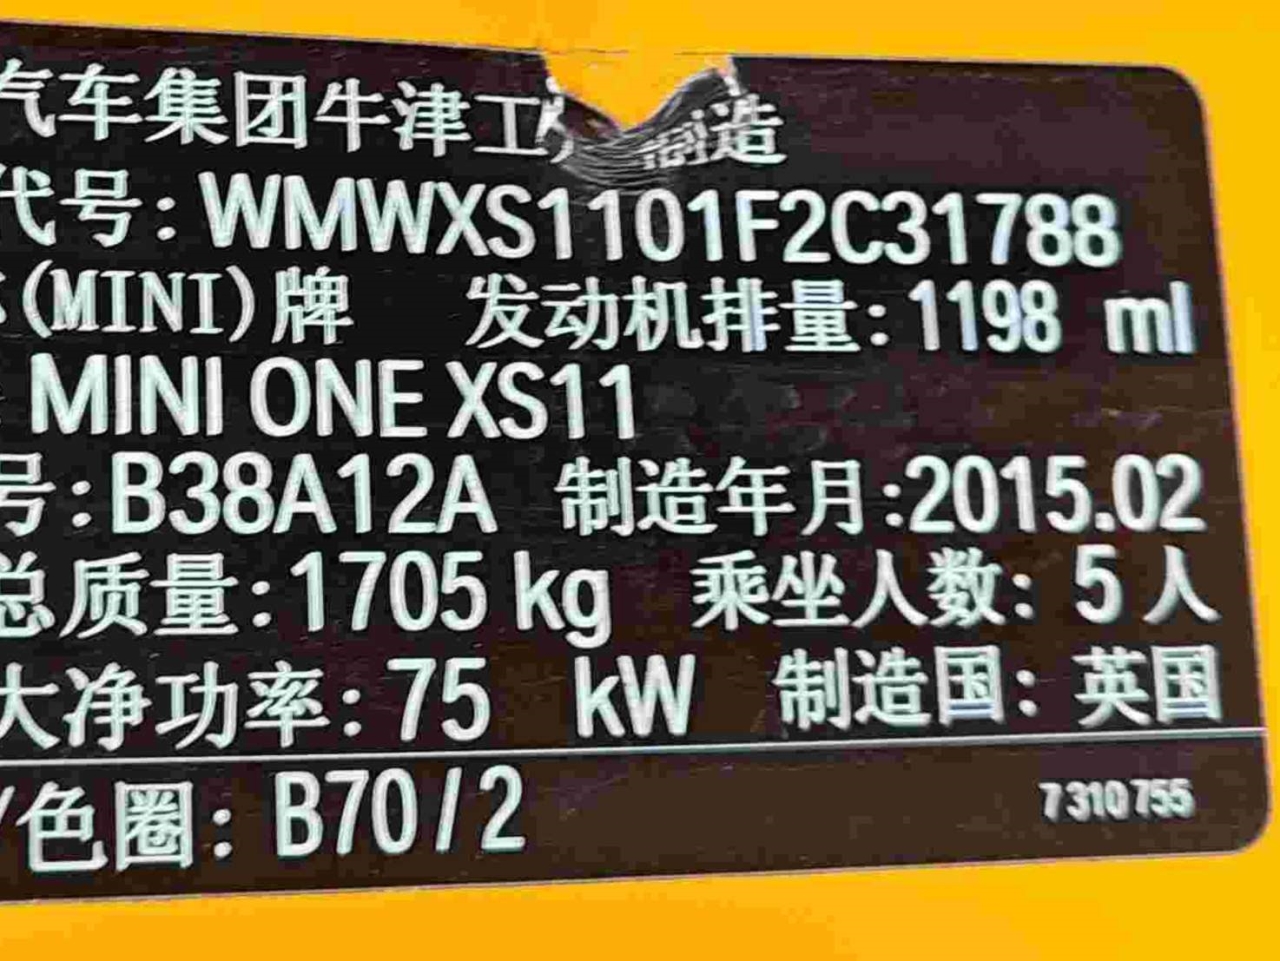 汽车集团牛津工厂制造
代号:WMWXS1101F2C31788
(MINI)牌 发动机排量:1198 ml
: MINI ONE XS11
号:B38A12A 制造年月:2015.02
总质量:1705 kg 乘坐人数: 5人
大净功率:75 kW 制造国: 英国
/色圈: B70/2 7310755